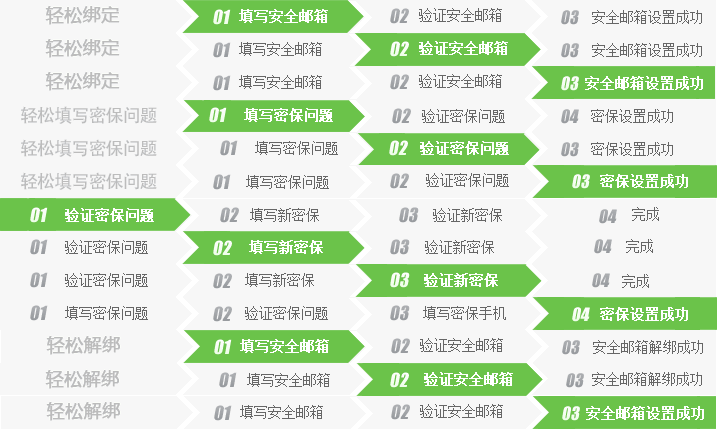 轻松绑定 01 填写安全邮箱 02 验证安全邮箱 03 安全邮箱设置成功
轻松绑定 01 填写安全邮箱 02 验证安全邮箱 03 安全邮箱设置成功
轻松绑定 01 填写安全邮箱 02 验证安全邮箱 03 安全邮箱设置成功
轻松填写密保问题 01 填写密保问题 02 验证密保问题 04 密保设置成功
轻松填写密保问题 01 填写密保问题 02 验证密保问题 03 密保设置成功
轻松填写密保问题 01 填写密保问题 02 验证密保问题 03 密保设置成功
01 验证密保问题 02 填写新密保 03 验证新密保 04 完成
01 验证密保问题 02 填写新密保 03 验证新密保 04 完成
01 验证密保问题 02 填写新密保 03 验证新密保 04 完成
01 填写密保问题 02 验证密保问题 03 填写密保手机 04 密保设置成功
轻松解绑 01 填写安全邮箱 02 验证安全邮箱 03 安全邮箱解绑成功
轻松解绑 01 填写安全邮箱 02 验证安全邮箱 03 安全邮箱解绑成功
轻松解绑 01 填写安全邮箱 02 验证安全邮箱 03 安全邮箱设置成功